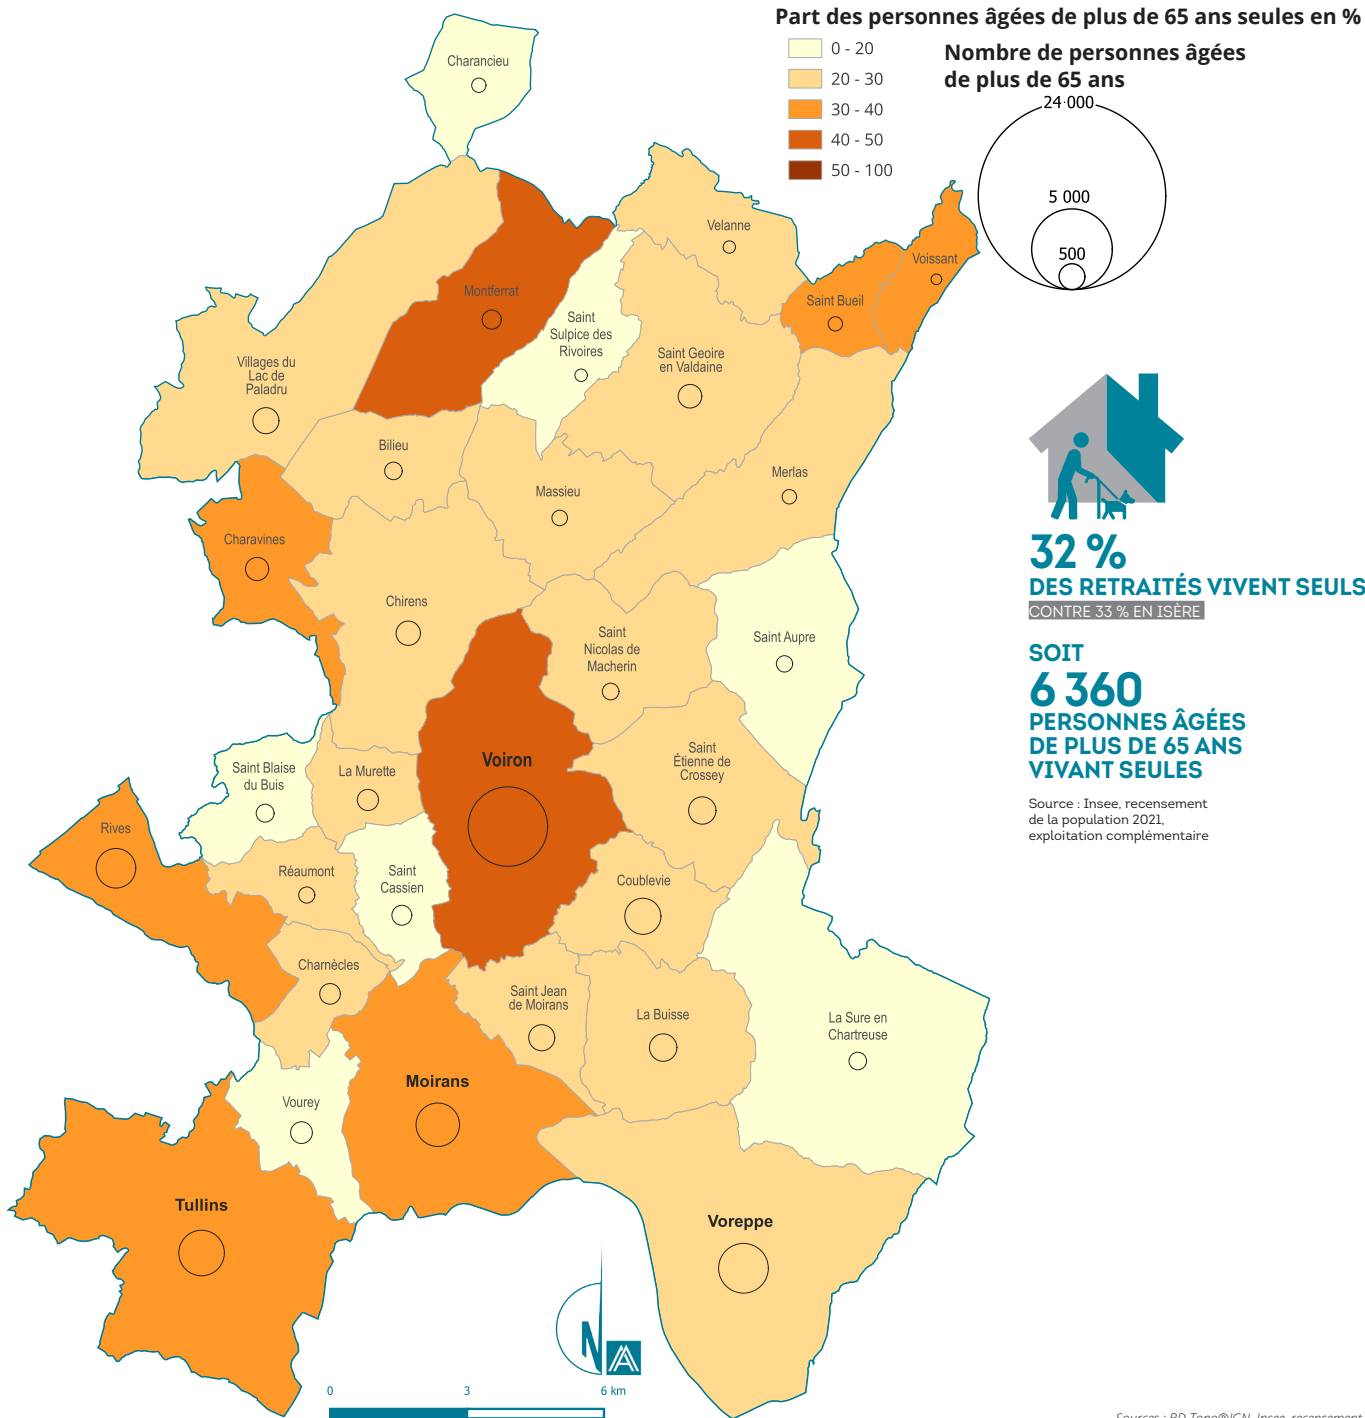 Part des personnes âgées de plus de 65 ans seules en %
0 - 20
20 - 30
30 - 40
40 - 50
50 - 100
Nombre de personnes âgées
de plus de 65 ans
24 000
5 000
500
Charancieu
Velanne
Voissant
Montferrat
Saint Bueil
Saint
Sulpice des
Rivoires
Saint Geoire
en Valdaine
Villages du
Lac de
Paladru
Bilieu
Merlas
Massieu
Charavines
Chirens
Saint
Nicolas de
Macherin
Saint Aupre
Voiron
Saint
Étienne de
Crossey
Saint Blaise
du Buis
La Murette
Rives
Réaumont
Saint
Cassien
Coublevie
Charnècles
Saint Jean
de Moirans
La Buisse
La Sure en
Chartreuse
Moirans
Vourey
Tullins
Voreppe
32 %
DES RETRAITÉS VIVENT SEULS
CONTRE 33 % EN ISÈRE
SOIT
6 360
PERSONNES ÂGÉES
DE PLUS DE 65 ANS
VIVANT SEULES
Source : Insee, recensement
de la population 2021,
exploitation complémentaire
N
0 3 6 km
Sources : BD Topo®IGN, Insee, recensement